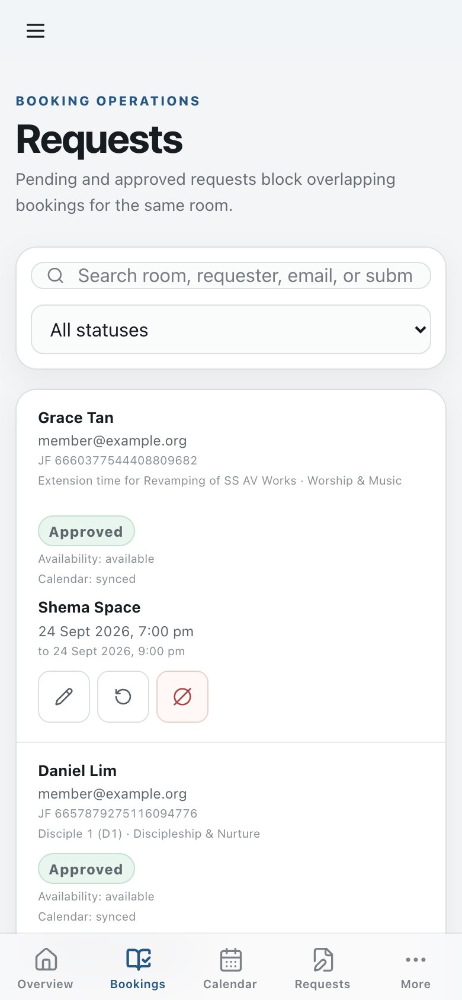 BOOKING OPERATIONS
Requests
Pending and approved requests block overlapping
bookings for the same room.
Search room, requester, email, or subm
All statuses
Grace Tan
member@example.org
JF 6660377544408809682
Extension time for Revamping of SS AV Works · Worship & Music
Approved
Availability: available
Calendar: synced
Shema Space
24 Sept 2026, 7:00 pm
to 24 Sept 2026, 9:00 pm
Daniel Lim
member@example.org
JF 6657879275116094776
Disciple 1 (D1) · Discipleship & Nurture
Approved
Availability: available
Calendar: synced
Overview
Bookings
Calendar
Requests
More